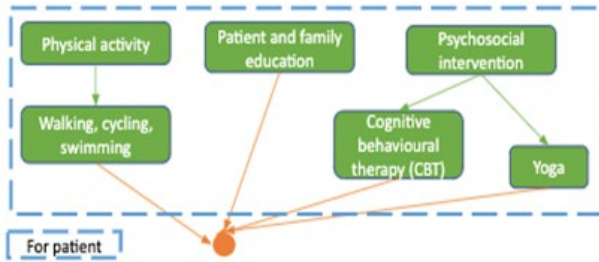 Physical activity
Patient and family
education
Psychosocial
intervention
Walking, cycling,
swimming
Cognitive
behavioural
therapy (CBT)
Yoga
For patient